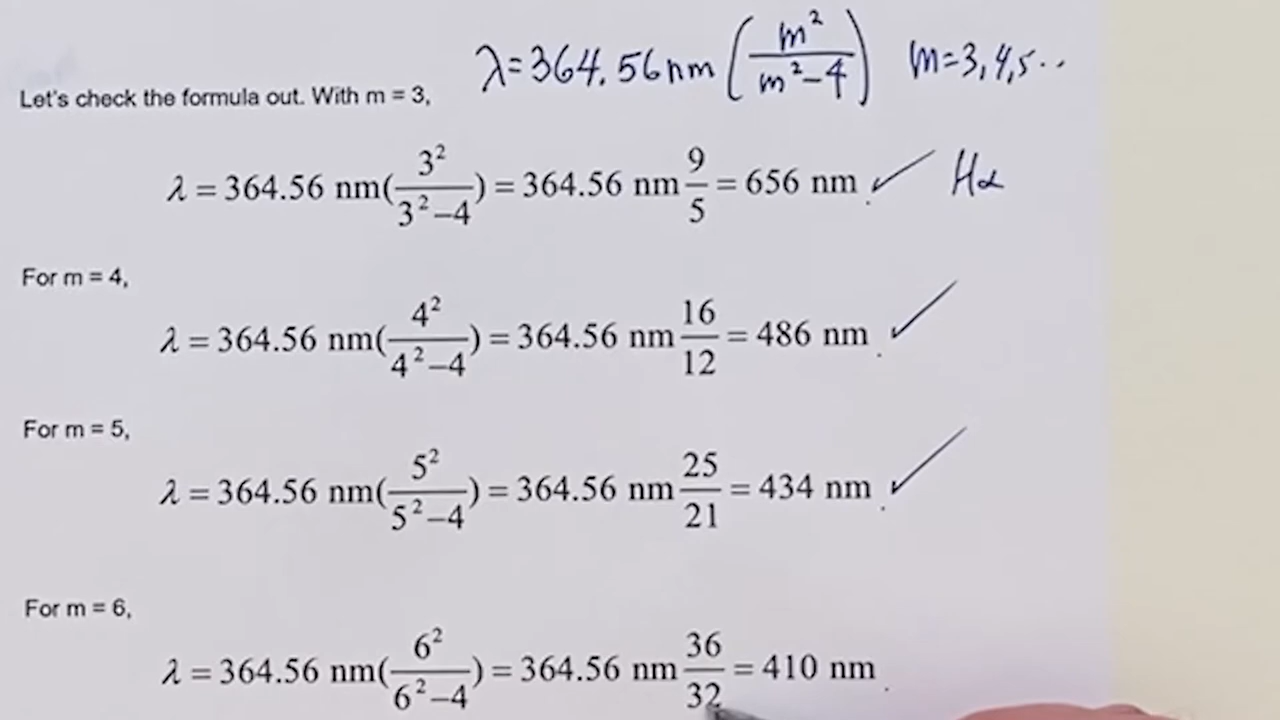 λ = 364.56 nm (m²/m²−4) m=3,4,5..
Let's check the formula out. With m = 3,
λ = 364.56 nm(3²/3²−4) = 364.56 nm 9/5 = 656 nm ✓ Hα
For m = 4,
λ = 364.56 nm(4²/4²−4) = 364.56 nm 16/12 = 486 nm ✓
For m = 5,
λ = 364.56 nm(5²/5²−4) = 364.56 nm 25/21 = 434 nm ✓
For m = 6,
λ = 364.56 nm(6²/6²−4) = 364.56 nm 36/32 = 410 nm